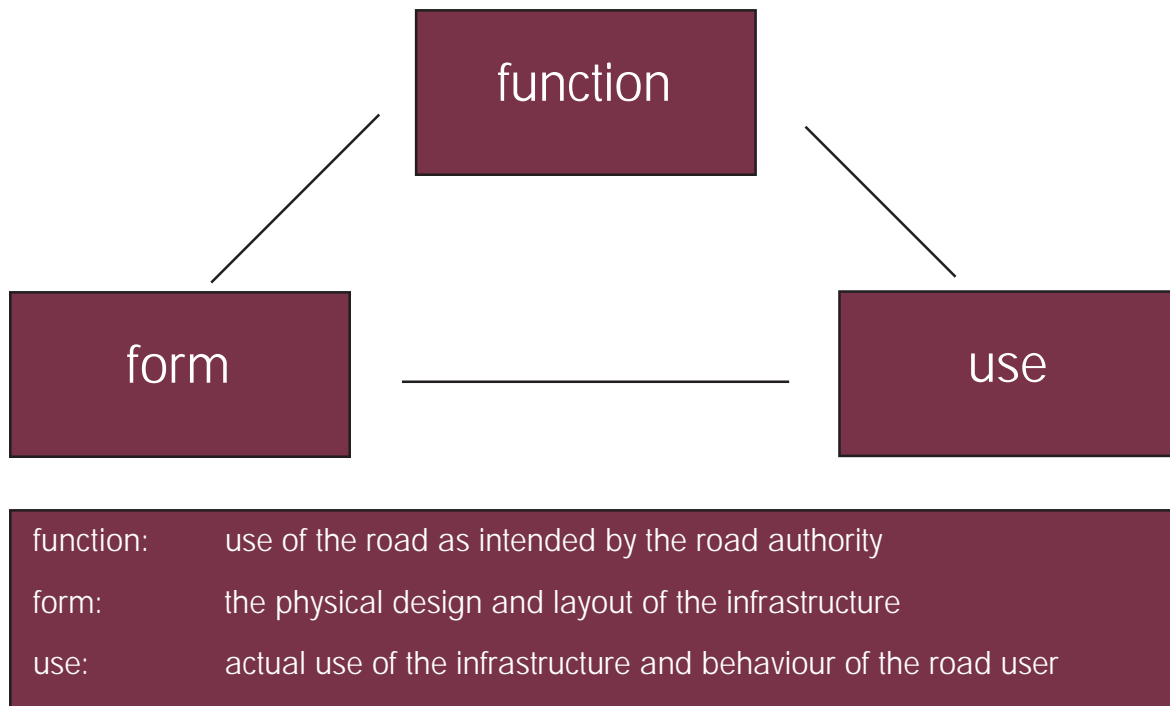 function
form
use
function: use of the road as intended by the road authority
form: the physical design and layout of the infrastructure
use: actual use of the infrastructure and behaviour of the road user